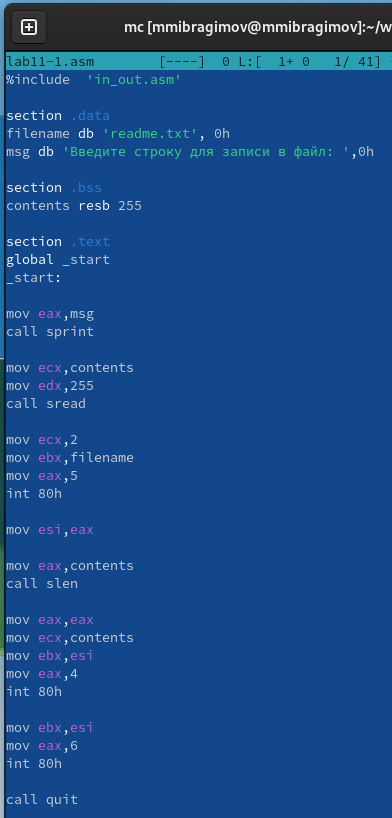 mc [mmibragimov@mmibragimov]:~/w
lab11-1.asm [----] 0 L:[ 1+ 0 1/ 41]
%include 'in_out.asm'
section .data
filename db 'readme.txt', 0h
msg db 'Введите строку для записи в файл: ',0h
section .bss
contents resb 255
section .text
global _start
_start:
mov eax,msg
call sprint
mov ecx,contents
mov edx,255
call sread
mov ecx,2
mov ebx,filename
mov eax,5
int 80h
mov esi,eax
mov eax,contents
call slen
mov eax,eax
mov ecx,contents
mov ebx,esi
mov eax,4
int 80h
mov ebx,esi
mov eax,6
int 80h
call quit